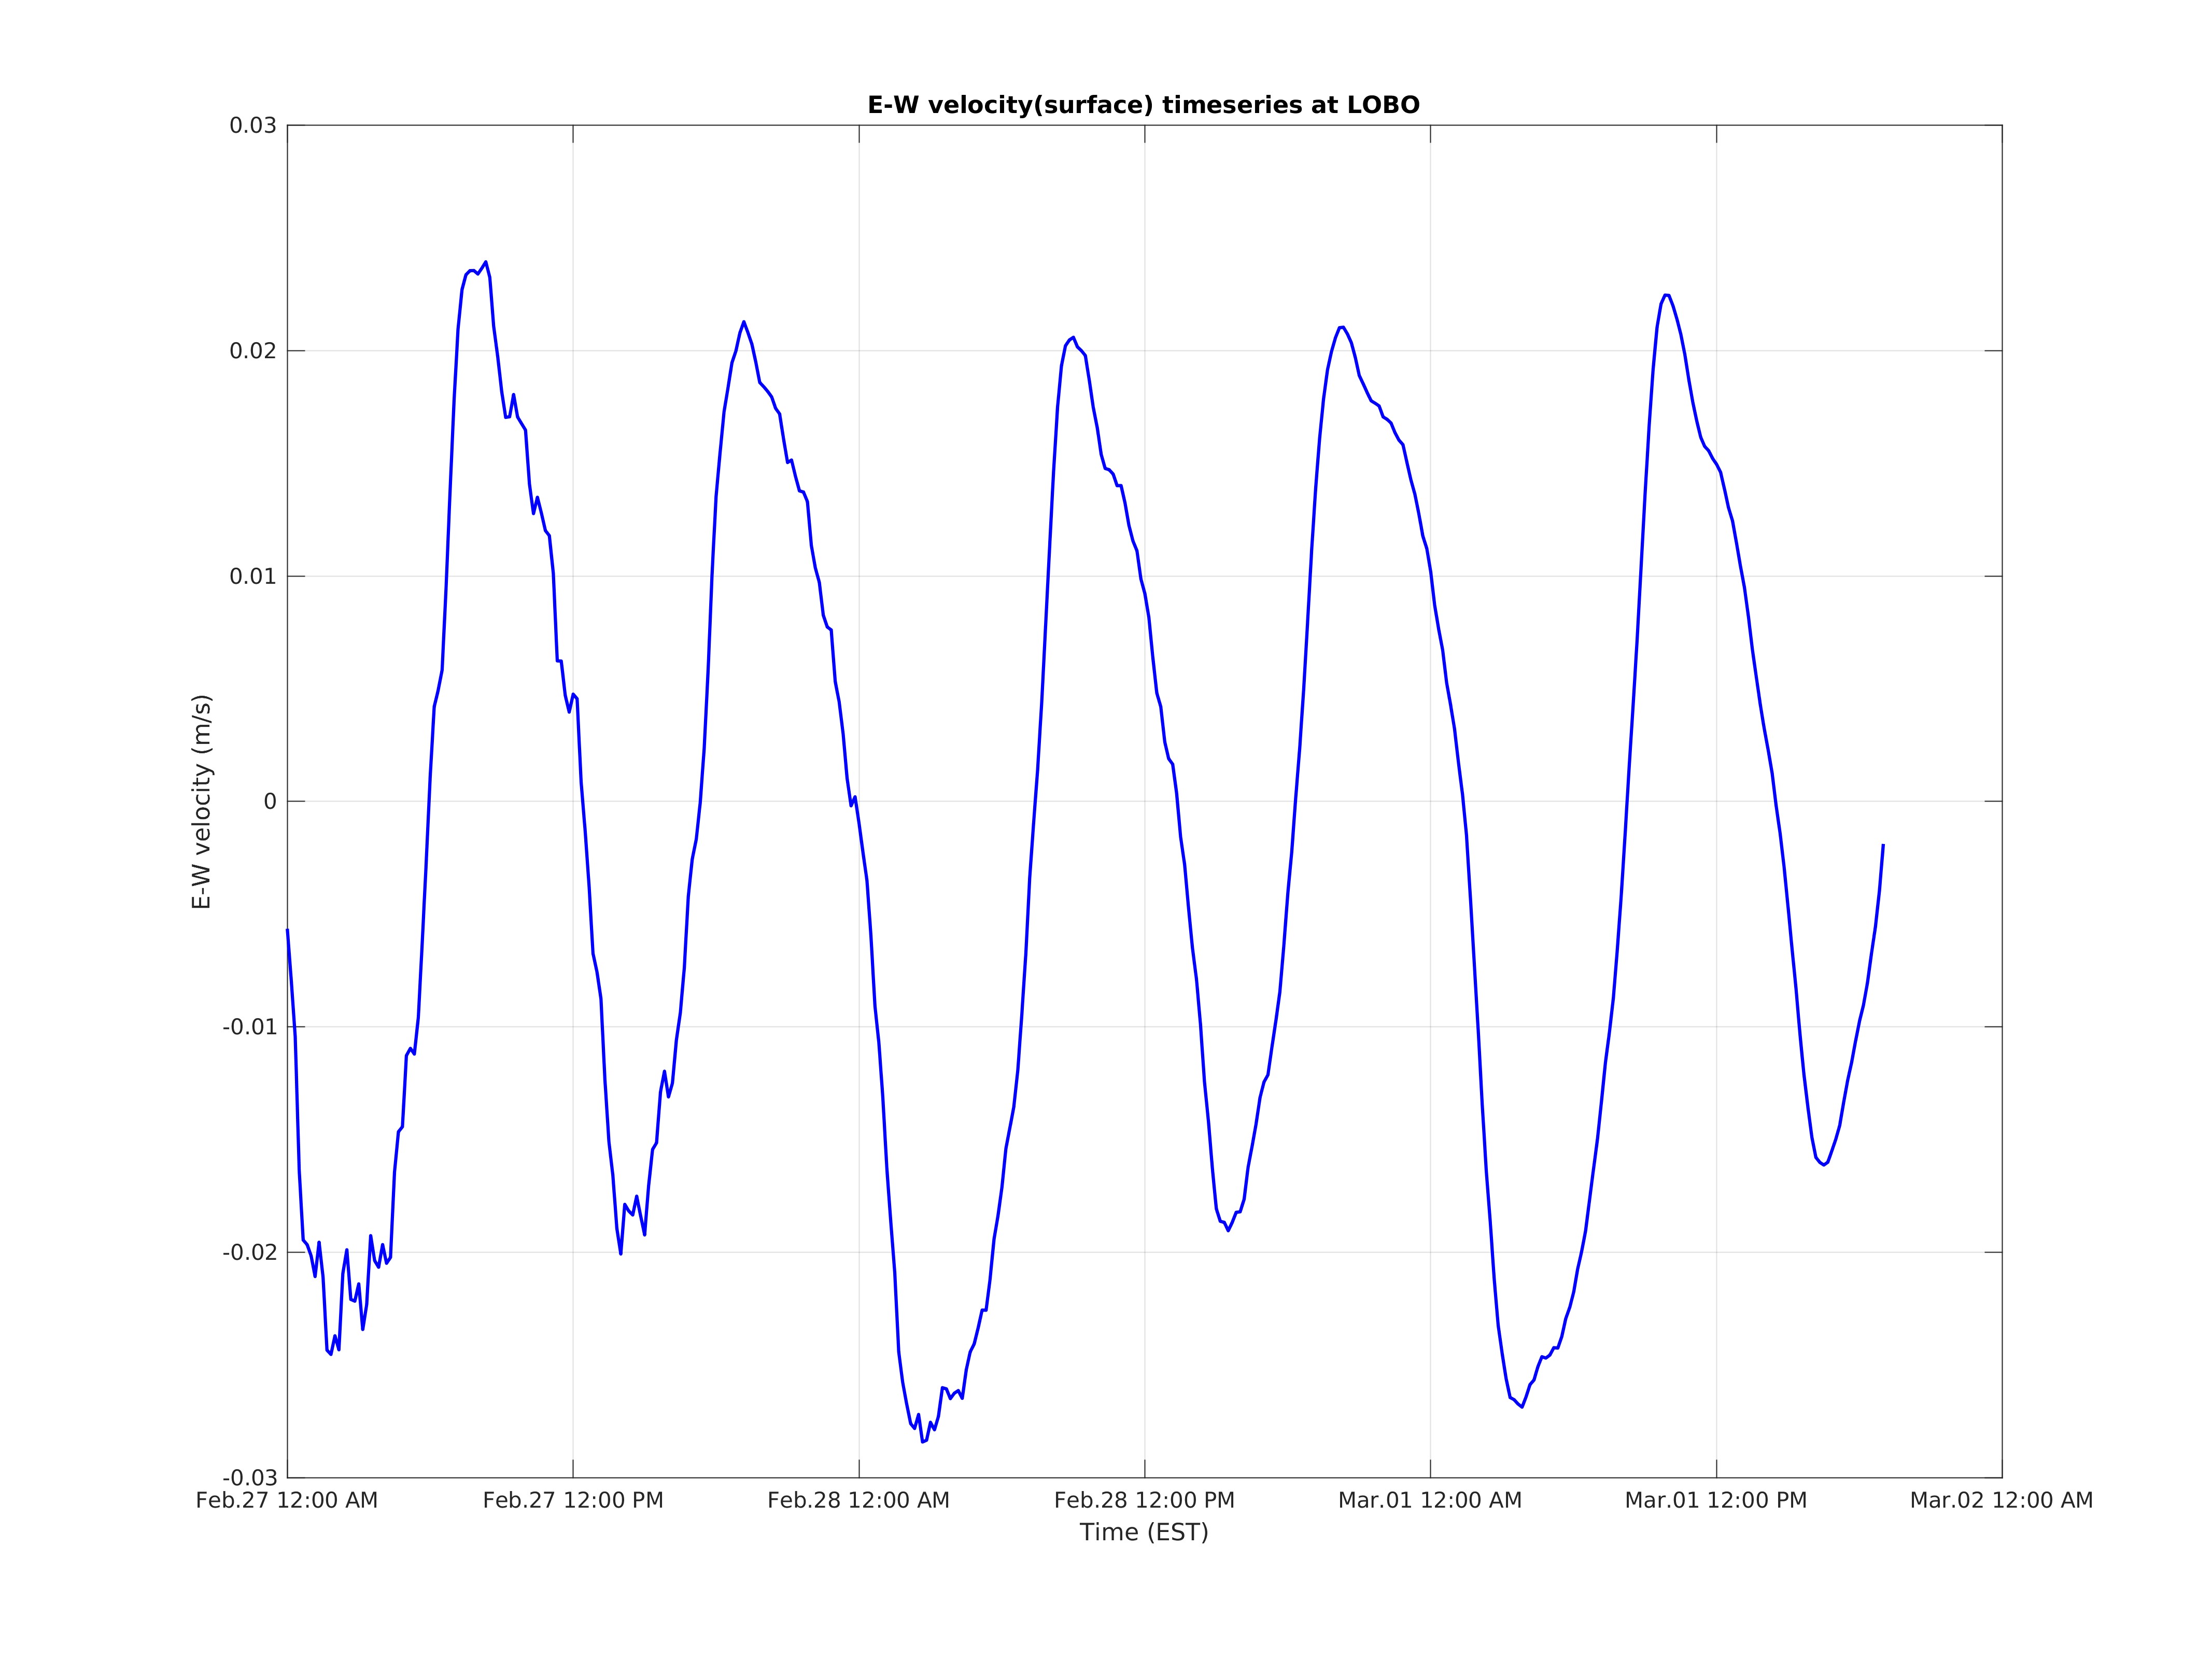 E-W velocity(surface) timeseries at LOBO
0.03
0.02
0.01
0
-0.01
-0.02
-0.03
E-W velocity (m/s)
Feb.27 12:00 AM Feb.27 12:00 PM Feb.28 12:00 AM Feb.28 12:00 PM Mar.01 12:00 AM Mar.01 12:00 PM Mar.02 12:00 AM
Time (EST)